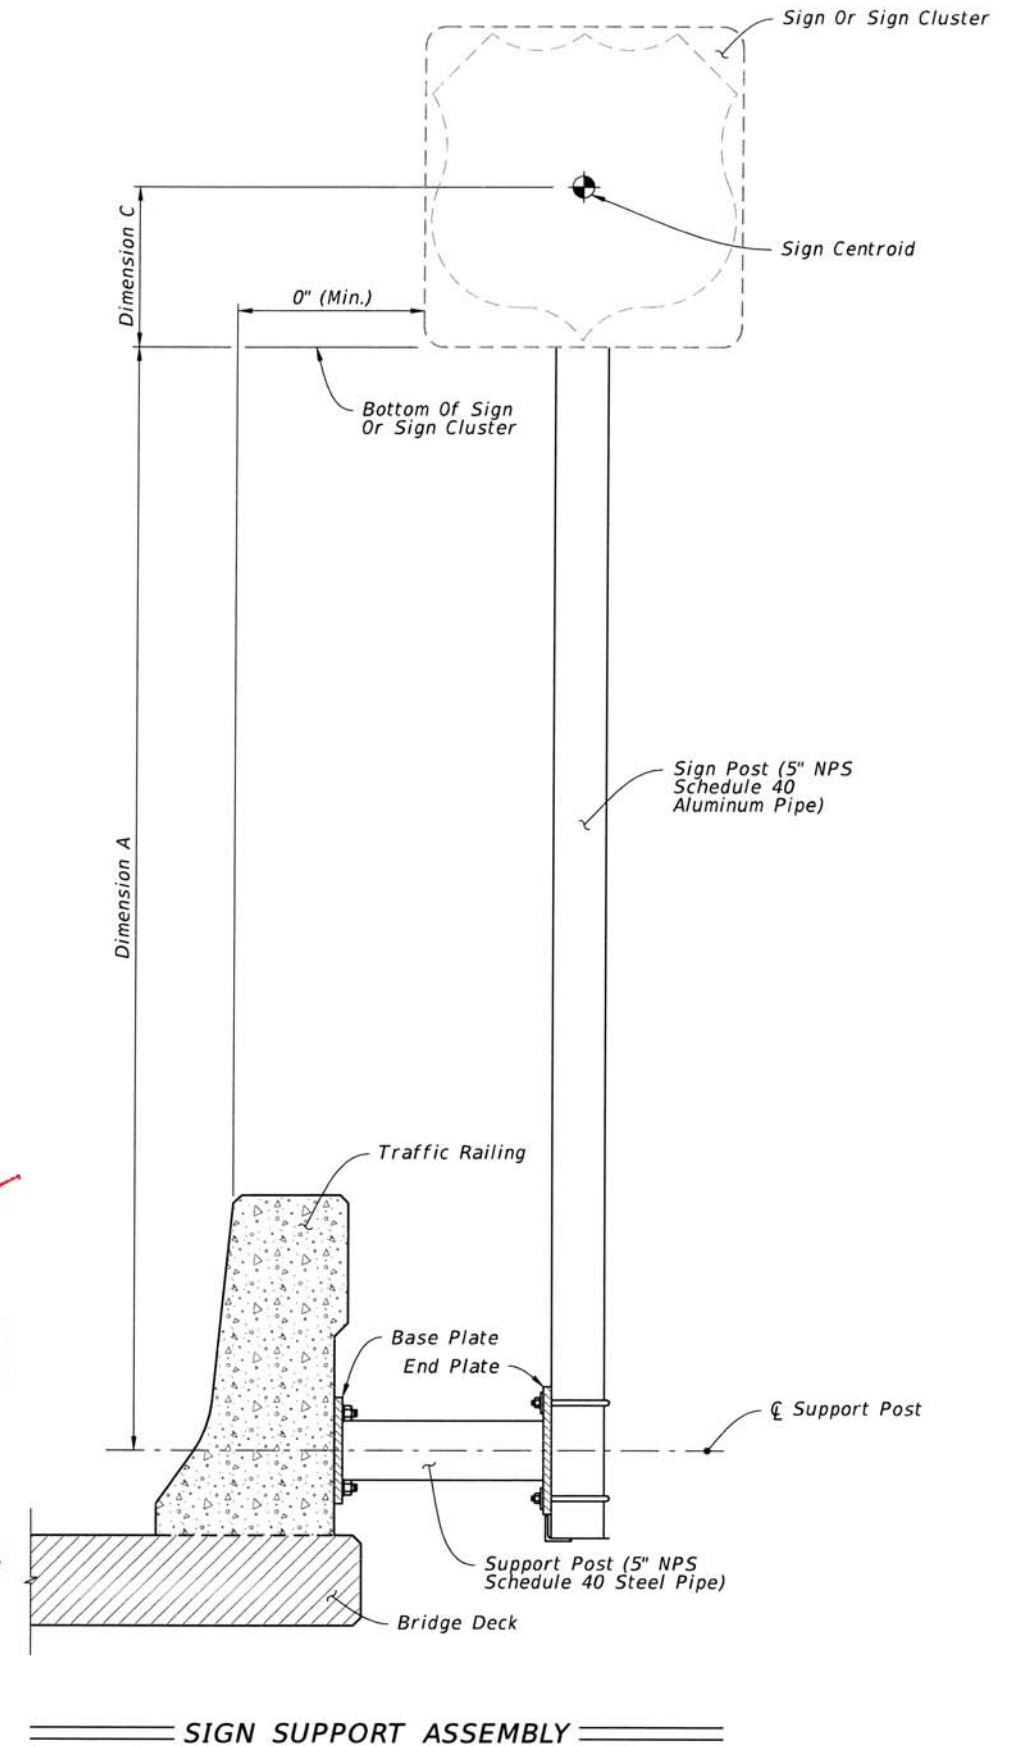 Sign Or Sign Cluster
Dimension C
Sign Centroid
0" (Min.)
Bottom Of Sign
Or Sign Cluster
Sign Post (5" NPS
Schedule 40
Aluminum Pipe)
Dimension A
Traffic Railing
Base Plate
End Plate
℄ Support Post
Support Post (5" NPS
Schedule 40 Steel Pipe)
Bridge Deck
SIGN SUPPORT ASSEMBLY